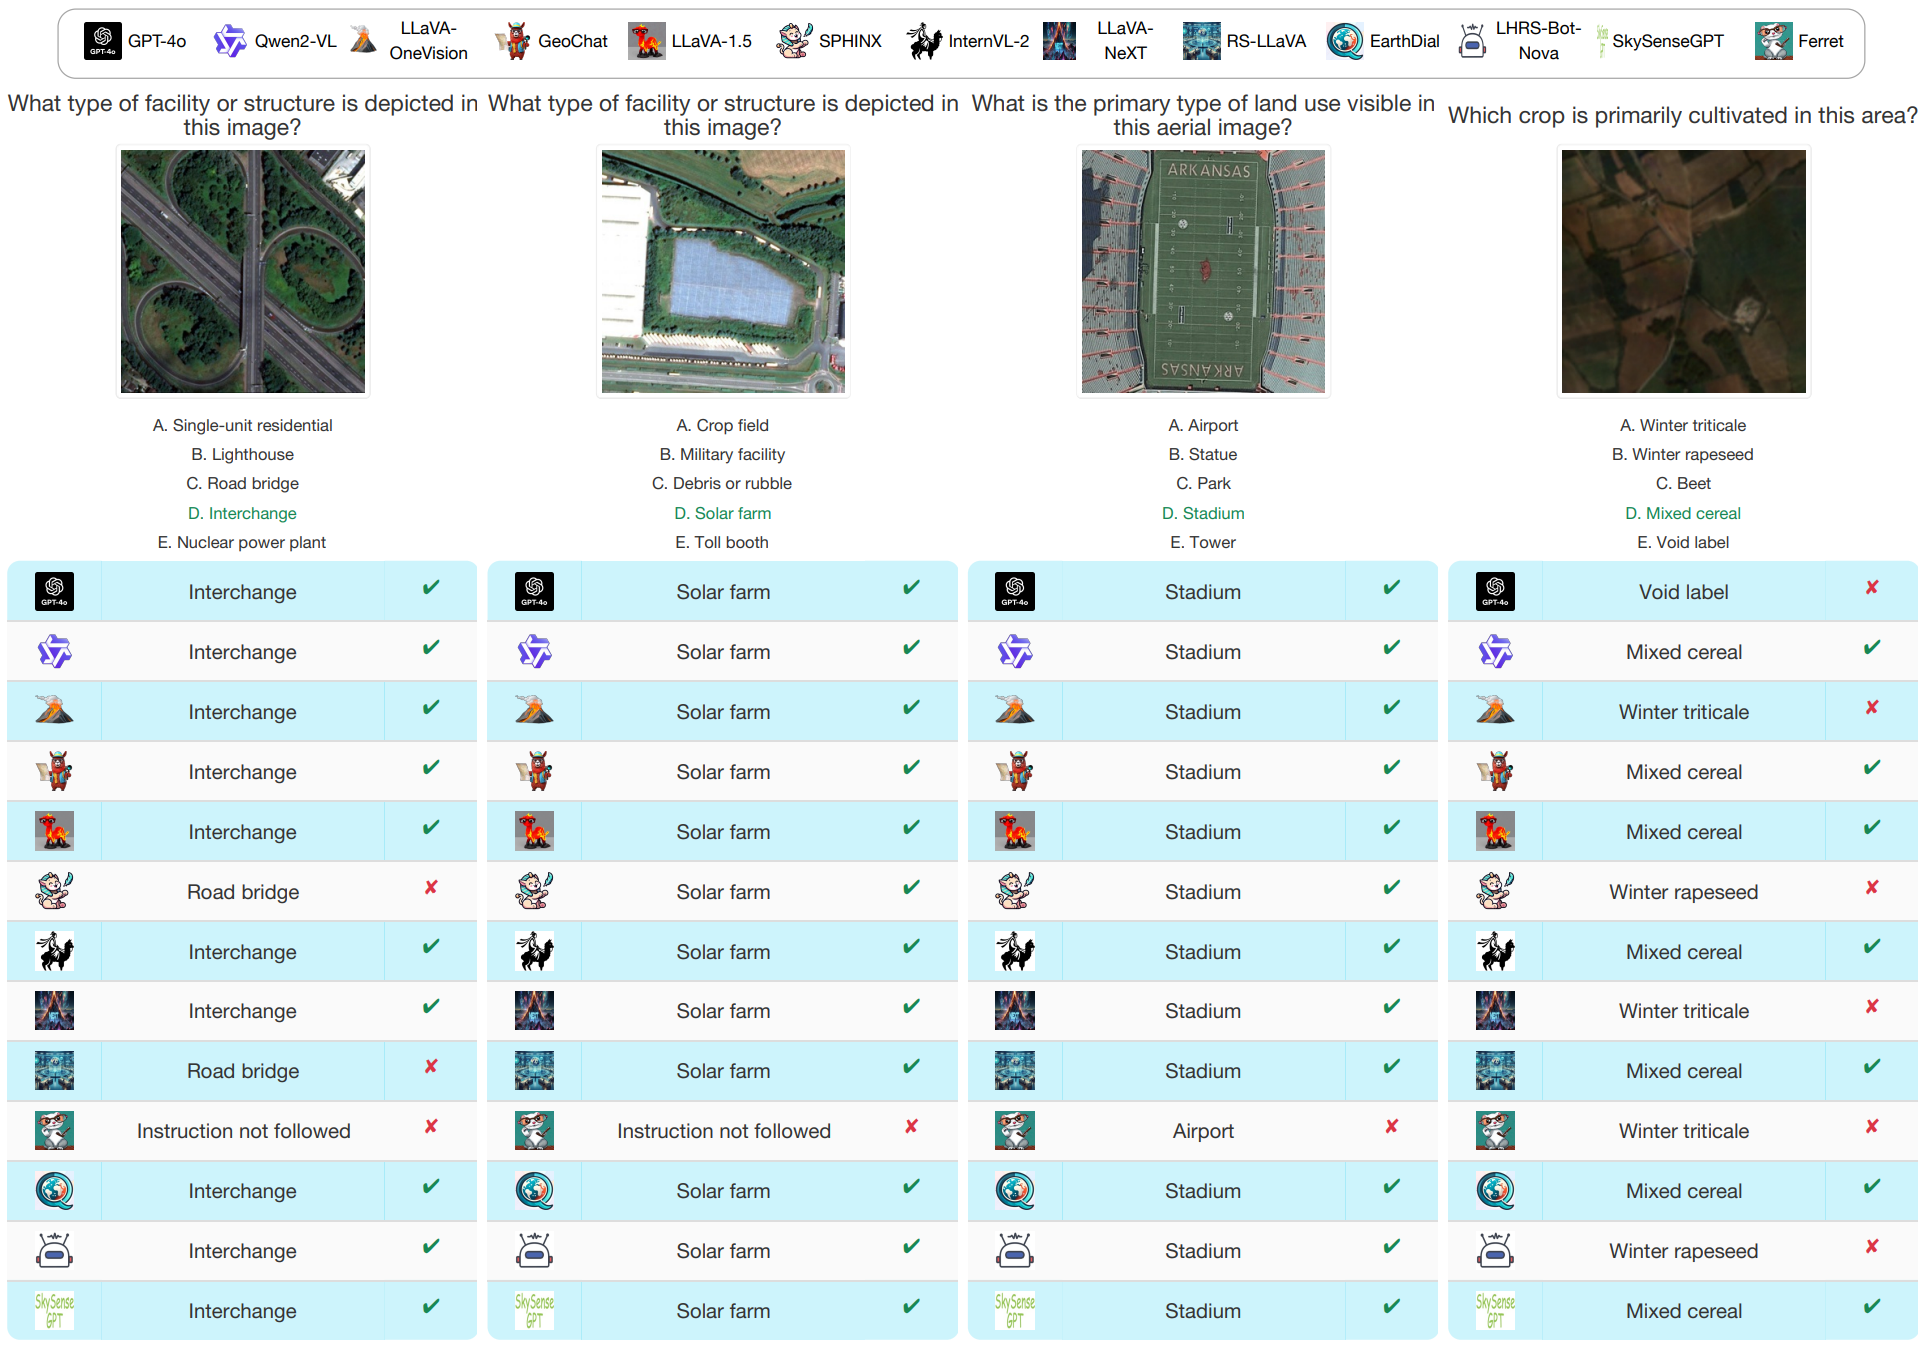 GPT-4o GPT-4o Qwen2-VL LLaVA-OneVision GeoChat LLaVA-1.5 SPHINX InternVL-2 LLaVA-NeXT RS-LLaVA EarthDial LHRS-Bot-Nova SkySense GPT SkySenseGPT Ferret
What type of facility or structure is depicted in
this image?
ARKANSAS
A. Single-unit residential
B. Lighthouse
C. Road bridge
D. Interchange
E. Nuclear power plant
GPT-4o Interchange ✔
Interchange ✔
Interchange ✔
Interchange ✔
Interchange ✔
Road bridge ✘
Interchange ✔
NEXT Interchange ✔
Road bridge ✘
Instruction not followed ✘
Interchange ✔
Interchange ✔
SkySense GPT Interchange ✔
What type of facility or structure is depicted in
this image?
A. Crop field
B. Military facility
C. Debris or rubble
D. Solar farm
E. Toll booth
GPT-4o Solar farm ✔
Solar farm ✔
Solar farm ✔
Solar farm ✔
Solar farm ✔
Solar farm ✔
Solar farm ✔
NEXT Solar farm ✔
Solar farm ✔
Instruction not followed ✘
Solar farm ✔
Solar farm ✔
SkySense GPT Solar farm ✔
What is the primary type of land use visible in
this aerial image?
ARKANSAS
A. Airport
B. Statue
C. Park
D. Stadium
E. Tower
GPT-4o Stadium ✔
Stadium ✔
Stadium ✔
Stadium ✔
Stadium ✔
Stadium ✔
Stadium ✔
NEXT Stadium ✔
Stadium ✔
Airport ✘
Stadium ✔
Stadium ✔
SkySense GPT Stadium ✔
Which crop is primarily cultivated in this area?
A. Winter triticale
B. Winter rapeseed
C. Beet
D. Mixed cereal
E. Void label
GPT-4o Void label ✘
Mixed cereal ✔
Winter triticale ✘
Mixed cereal ✔
Mixed cereal ✔
Winter rapeseed ✘
Mixed cereal ✔
NEXT Winter triticale ✘
Mixed cereal ✔
Winter triticale ✘
Mixed cereal ✔
Winter rapeseed ✘
SkySense GPT Mixed cereal ✔